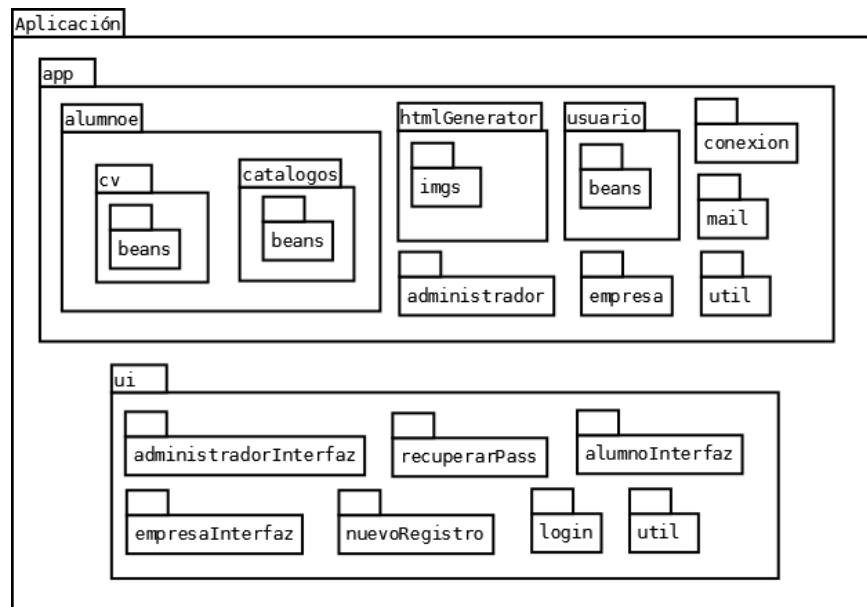 Aplicación
app
alumnoe
htmlGenerator
usuario
conexion
cv
catalogos
imgs
beans
mail
beans
beans
administrador
empresa
util
ui
administradorInterfaz
recuperarPass
alumnoInterfaz
empresaInterfaz
nuevoRegistro
login
util